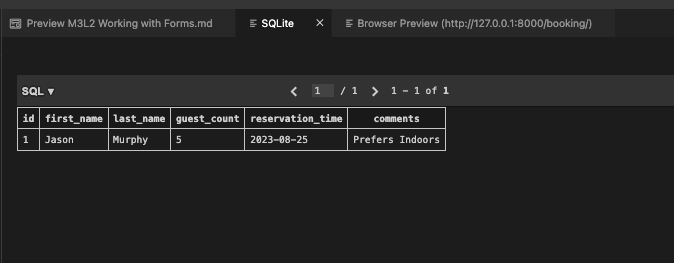 Preview M3L2 Working with Forms.md SQLite × Browser Preview (http://127.0.0.1:8000/booking/)
SQL ▾ < 1 / 1 > 1 - 1 of 1
id first_name last_name guest_count reservation_time comments
1 Jason Murphy 5 2023-08-25 Prefers Indoors